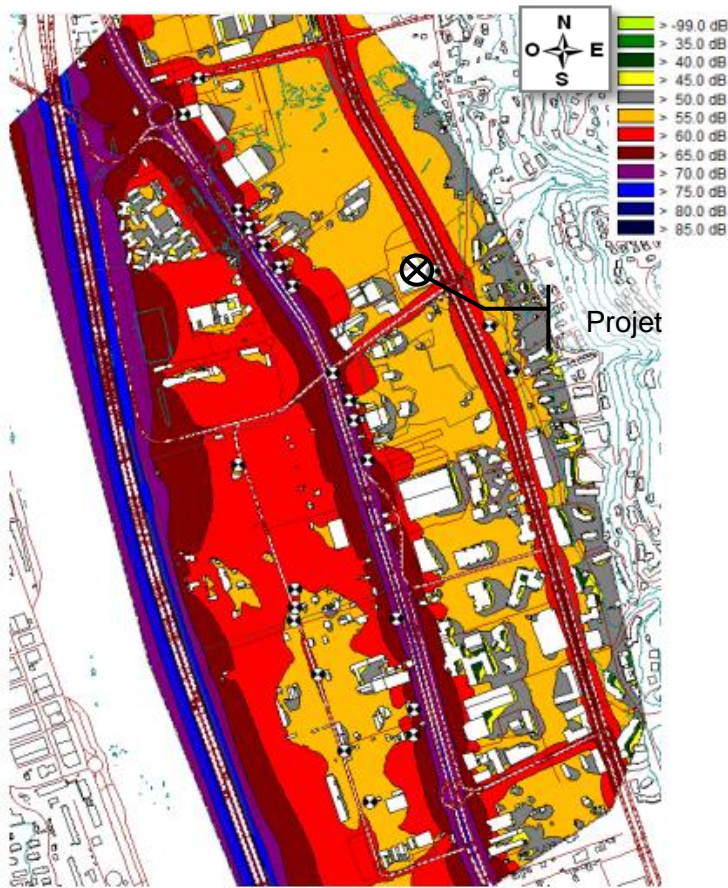 N
O E
S
> -99.0 dB
> 35.0 dB
> 40.0 dB
> 45.0 dB
> 50.0 dB
> 55.0 dB
> 60.0 dB
> 65.0 dB
> 70.0 dB
> 75.0 dB
> 80.0 dB
> 85.0 dB
Projet